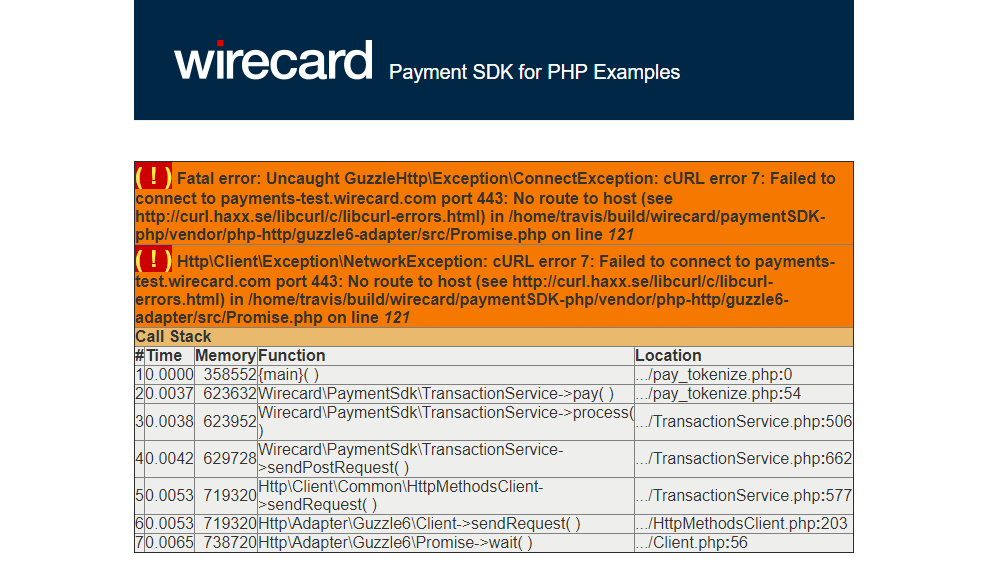 wirecard Payment SDK for PHP Examples
( ! ) Fatal error: Uncaught GuzzleHttp\Exception\ConnectException: cURL error 7: Failed to
connect to payments-test.wirecard.com port 443: No route to host (see
http://curl.haxx.se/libcurl/c/libcurl-errors.html) in /home/travis/build/wirecard/paymentSDK-
php/vendor/php-http/guzzle6-adapter/src/Promise.php on line 121
( ! ) Http\Client\Exception\NetworkException: cURL error 7: Failed to connect to payments-
test.wirecard.com port 443: No route to host (see http://curl.haxx.se/libcurl/c/libcurl-
errors.html) in /home/travis/build/wirecard/paymentSDK-php/vendor/php-http/guzzle6-
adapter/src/Promise.php on line 121
Call Stack
# Time Memory Function Location
1 0.0000 358552 {main}( ) .../pay_tokenize.php:0
2 0.0037 623632 Wirecard\PaymentSdk\TransactionService->pay( ) .../pay_tokenize.php:54
3 0.0038 623952 Wirecard\PaymentSdk\TransactionService->process( .../TransactionService.php:506
)
4 0.0042 629728 Wirecard\PaymentSdk\TransactionService- .../TransactionService.php:662
>sendPostRequest( )
5 0.0053 719320 Http\Client\Common\HttpMethodsClient- .../TransactionService.php:577
>sendRequest( )
6 0.0053 719320 Http\Adapter\Guzzle6\Client->sendRequest( ) .../HttpMethodsClient.php:203
7 0.0065 738720 Http\Adapter\Guzzle6\Promise->wait( ) .../Client.php:56